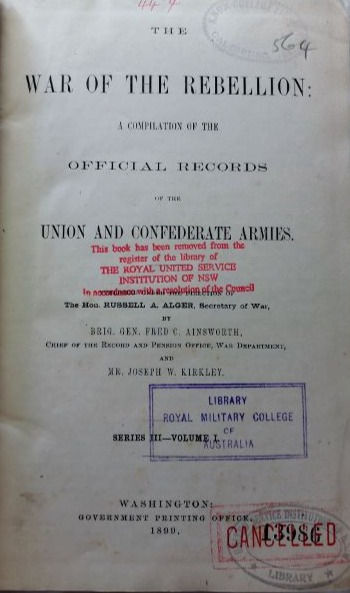 564
THE
WAR OF THE REBELLION:
A COMPILATION OF THE
OFFICIAL RECORDS
OF THE
UNION AND CONFEDERATE ARMIES.
This book has been removed from the
register of the library of
THE ROYAL UNITED SERVICE
INSTITUTION OF NSW
In accordance with a resolution of the Council
DIRECTION OF
The Hon. RUSSELL A. ALGER, Secretary of War,
BY
BRIG. GEN. FRED C. AINSWORTH,
CHIEF OF THE RECORD AND PENSION OFFICE, WAR DEPARTMENT,
AND
MR. JOSEPH W. KIRKLEY.
LIBRARY
ROYAL MILITARY COLLEGE
OF
AUSTRALIA
SERIES III—VOLUME I.
WASHINGTON:
GOVERNMENT PRINTING OFFICE.
1899.
CANCELLED
13986
LIBRARY